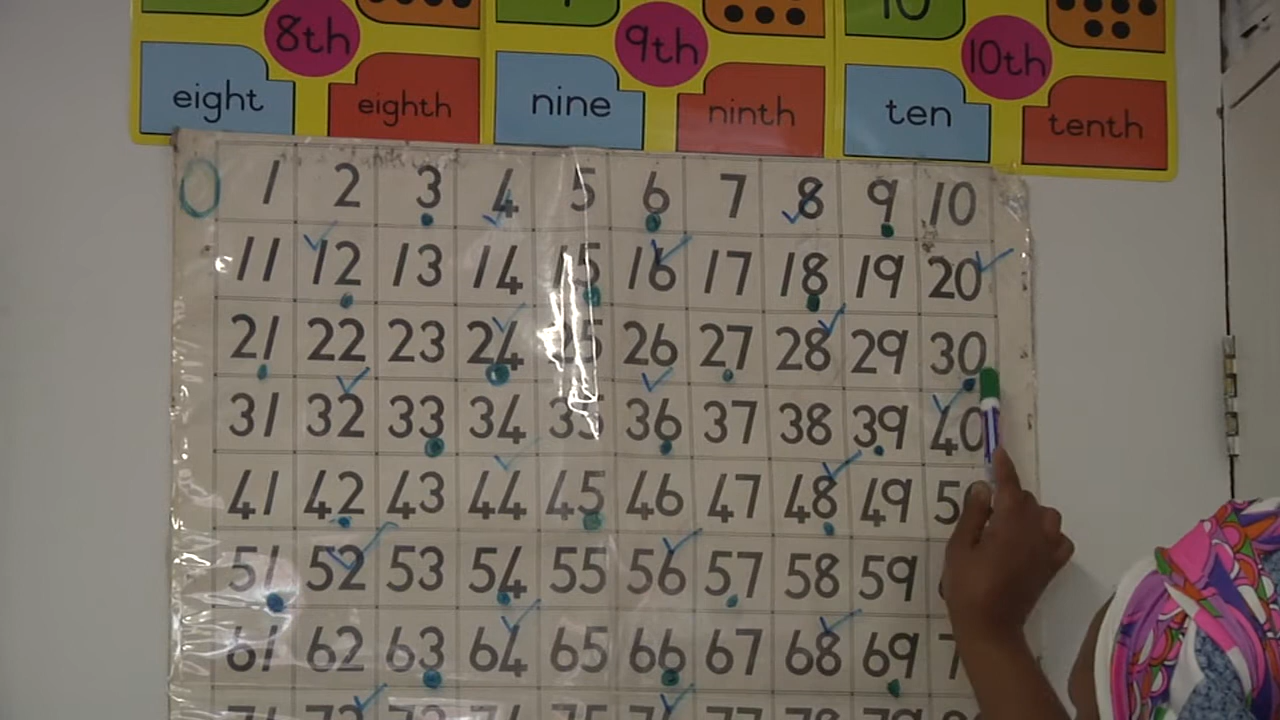 10
8th 9th 10th
eight eighth nine ninth ten tenth
0 1 2 3 4 5 6 7 8 9 10
11 12 13 14 15 16 17 18 19 20
21 22 23 24 25 26 27 28 29 30
31 32 33 34 35 36 37 38 39 40
41 42 43 44 45 46 47 48 49
51 52 53 54 55 56 57 58 59
61 62 63 64 65 66 67 68 69